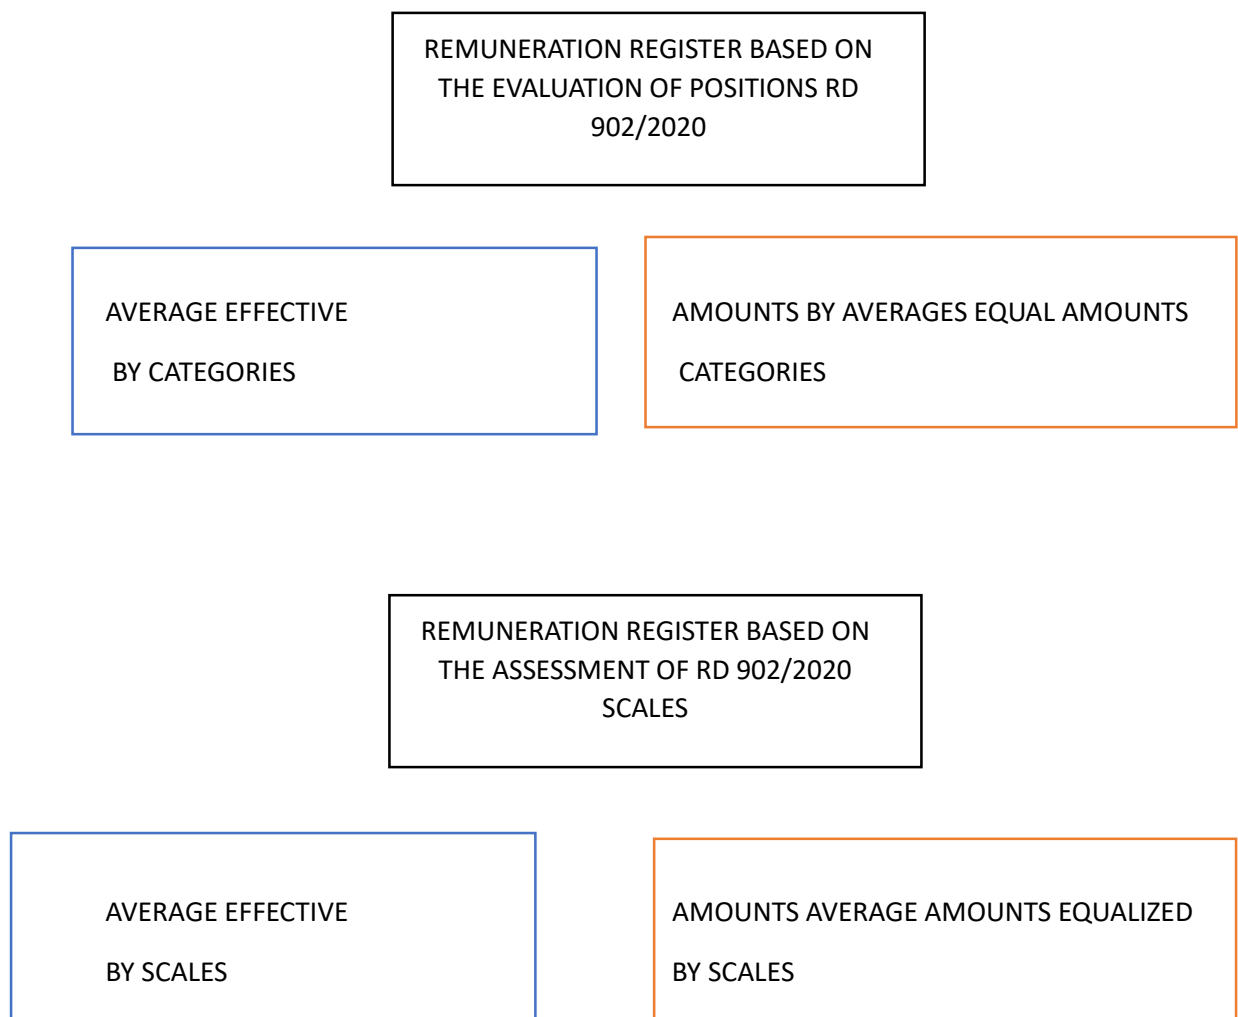 REMUNERATION REGISTER BASED ON
THE EVALUATION OF POSITIONS RD
902/2020
AVERAGE EFFECTIVE
BY CATEGORIES
AMOUNTS BY AVERAGES EQUAL AMOUNTS
CATEGORIES
REMUNERATION REGISTER BASED ON
THE ASSESSMENT OF RD 902/2020
SCALES
AVERAGE EFFECTIVE
BY SCALES
AMOUNTS AVERAGE AMOUNTS EQUALIZED
BY SCALES